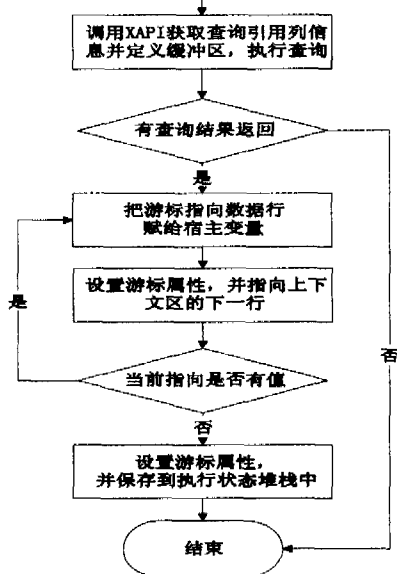 调用XAPI获取查询引用列信
息并定义缓冲区，执行查询
有查询结果返回
是
把游标指向数据行
赋给宿主变量
设置游标属性，并指向上下
文区的下一行
是
否
当前指向是否有值
否
设置游标属性，
并保存到执行状态堆栈中
结束